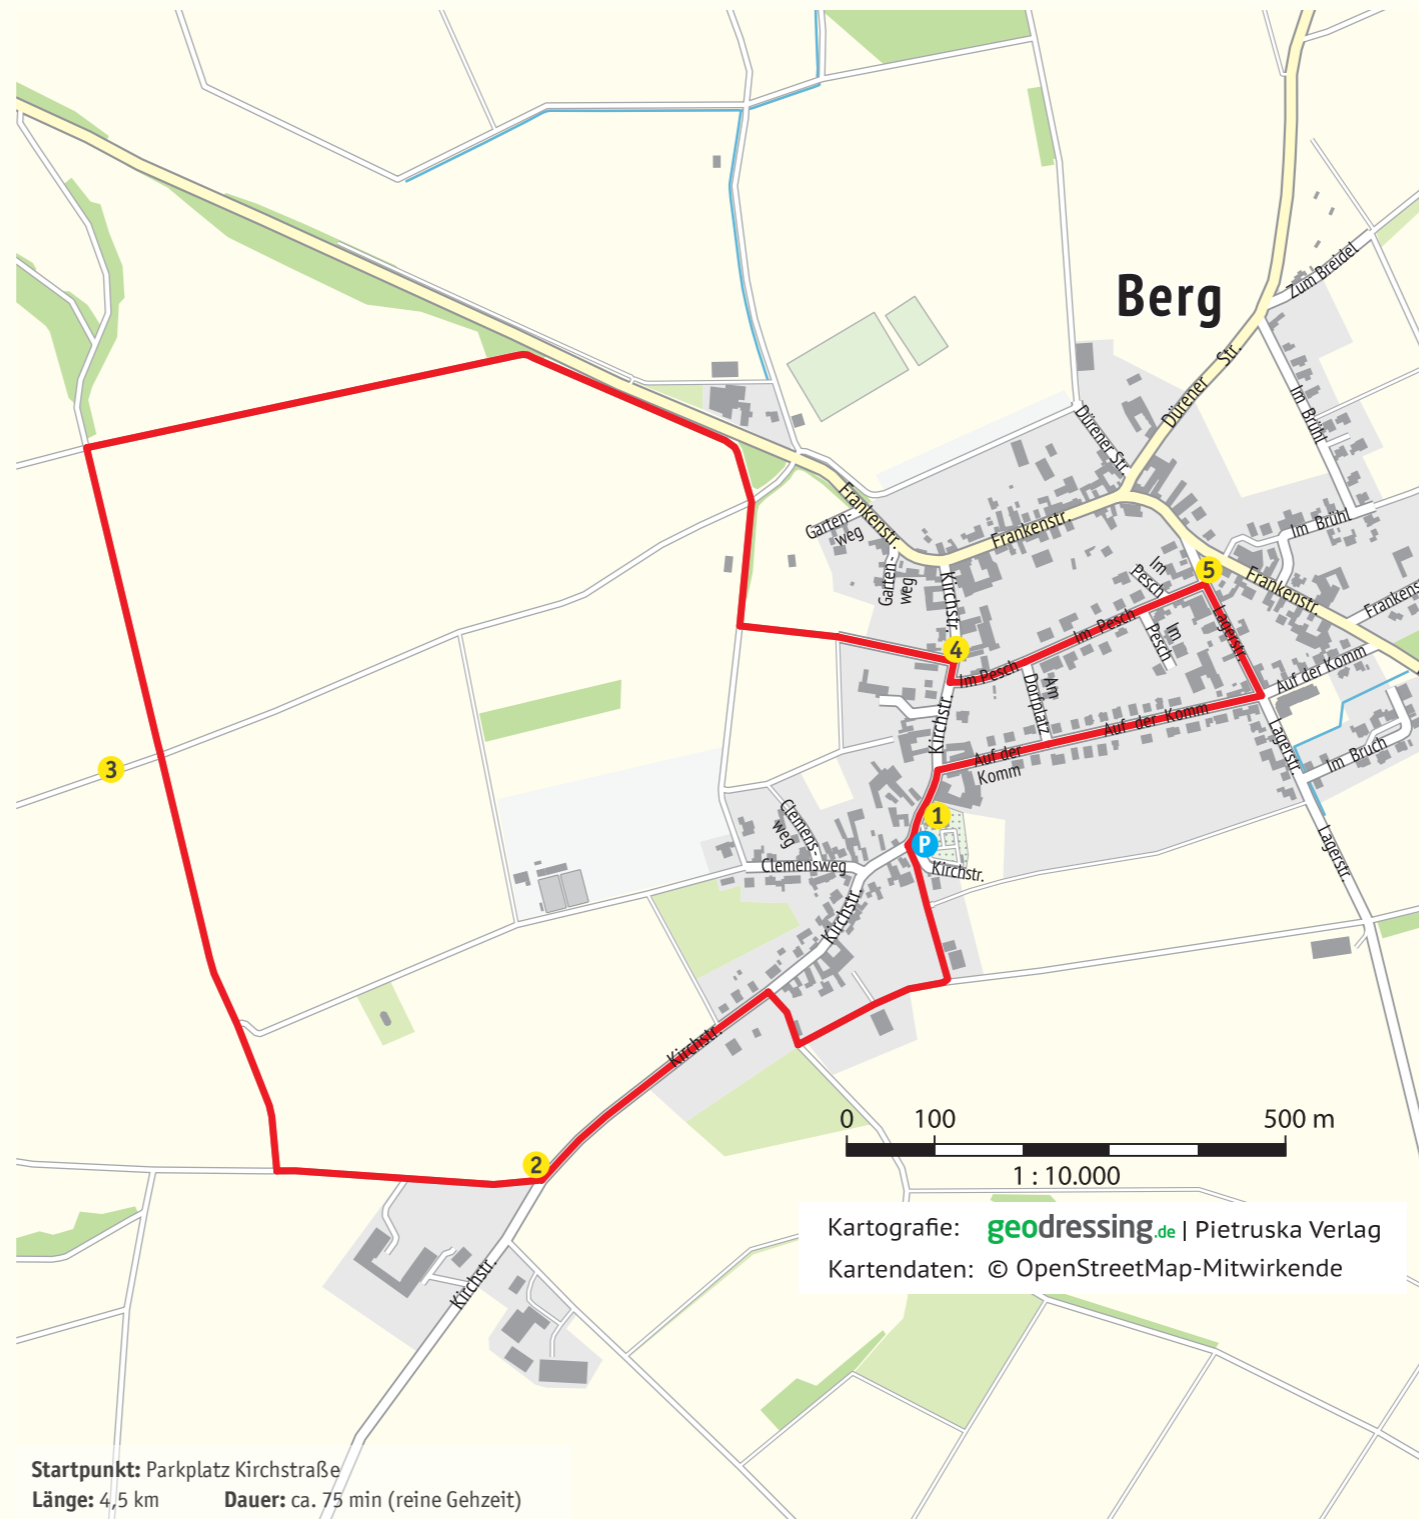 Berg
Zum Breidel
Dürener Str.
Im Brühl
Dürener Str.
Frankenstr.
Garten-
weg
Garten-
weg
Frankenstr.
Im Brühl
Im
Pesch
5
Frankenstr.
Frankens
Kirchstr.
4
Im Pesch
Im Pesch
Im
Pesch
Lagerstr.
Am
Dorfplatz
Auf der Komm
Kirchstr.
Auf der Komm
Auf der
Komm
Lagerstr.
Im Bruch
3
1
P
Clemens-
weg
Clemensweg
Kirchstr.
Lagerstr.
Kirchstr.
Kirchstr.
2
Kirchstr.
0 100 500 m
1 : 10.000
Kartografie: geodressing.de | Pietruska Verlag
Kartendaten: © OpenStreetMap-Mitwirkende
Startpunkt: Parkplatz Kirchstraße
Länge: 4,5 km Dauer: ca. 75 min (reine Gehzeit)